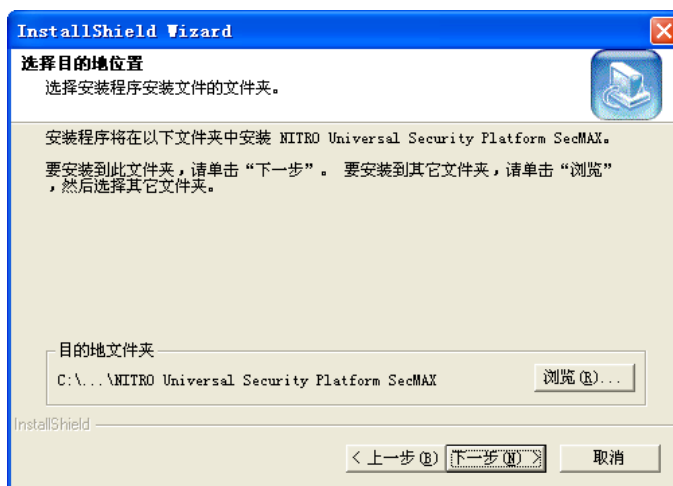 InstallShield Wizard
选择目的地位置
选择安装程序安装文件的文件夹。
安装程序将在以下文件夹中安装 NITRO Universal Security Platform SecMAX。
要安装到此文件夹，请单击“下一步”。 要安装到其它文件夹，请单击“浏览”
，然后选择其它文件夹。
目的地文件夹
C:\...\NITRO Universal Security Platform SecMAX
浏览(R)...
InstallShield
< 上一步(B) 下一步(N) > 取消